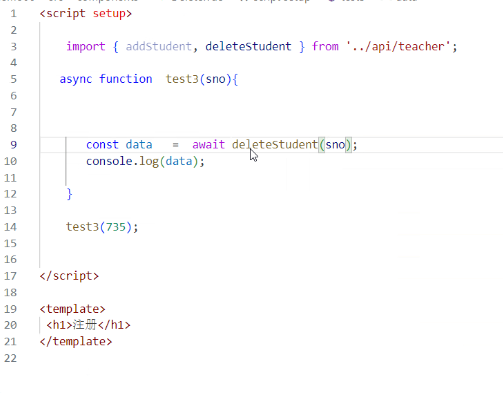 1 <script setup>
2
3 import { addStudent, deleteStudent } from '../api/teacher';
4
5 async function test3(sno){
6
7
8
9 const data = await deleteStudent(sno);
10 console.log(data);
11
12 }
13
14 test3(735);
15
16
17 </script>
18
19 <template>
20 <h1>注册</h1>
21 </template>
22